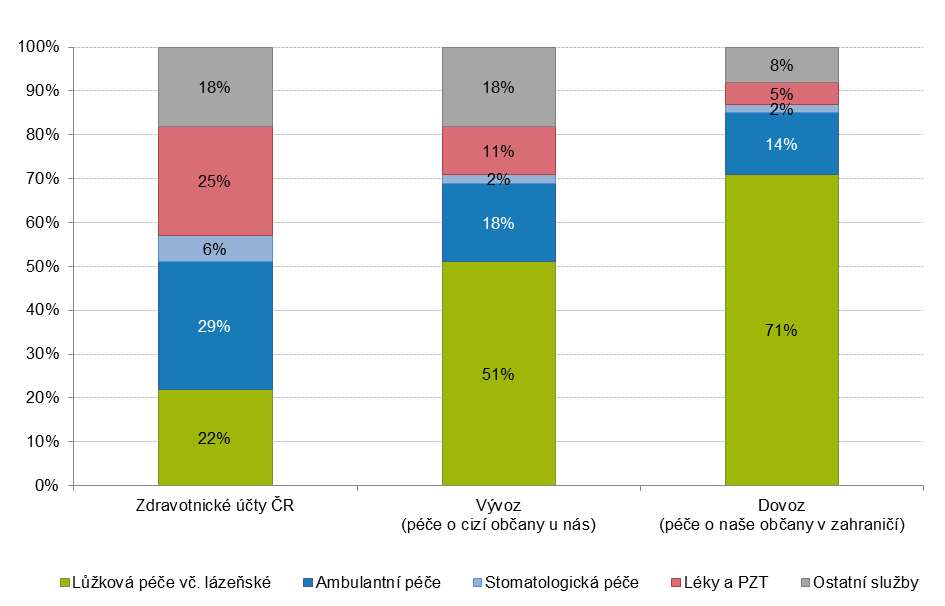 100%
90%
80%
70%
60%
50%
40%
30%
20%
10%
0%
18%
25%
6%
29%
22%
18%
11%
2%
18%
51%
8%
5%
2%
14%
71%
Zdravotnické účty ČR
Vývoz
(péče o cizí občany u nás)
Dovoz
(péče o naše občany v zahraničí)
Lůžková péče vč. lázeňské
Ambulantní péče
Stomatologická péče
Léky a PZT
Ostatní služby